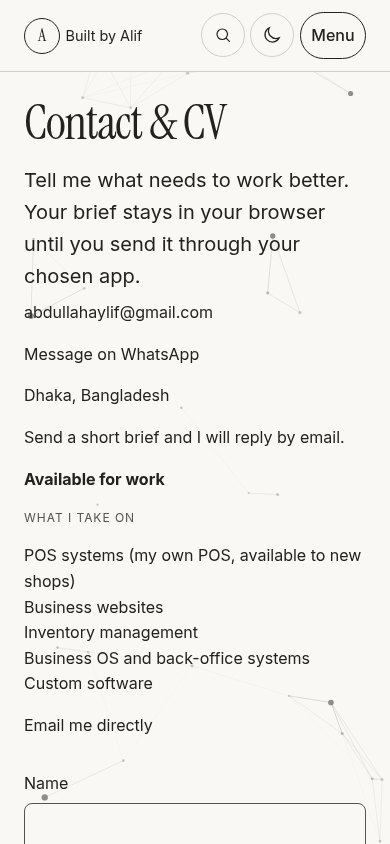 A
Built by Alif
Menu
Contact & CV
Tell me what needs to work better.
Your brief stays in your browser
until you send it through your
chosen app.
abdullahaylif@gmail.com
Message on WhatsApp
Dhaka, Bangladesh
Send a short brief and I will reply by email.
Available for work
WHAT I TAKE ON
POS systems (my own POS, available to new
shops)
Business websites
Inventory management
Business OS and back-office systems
Custom software
Email me directly
Name